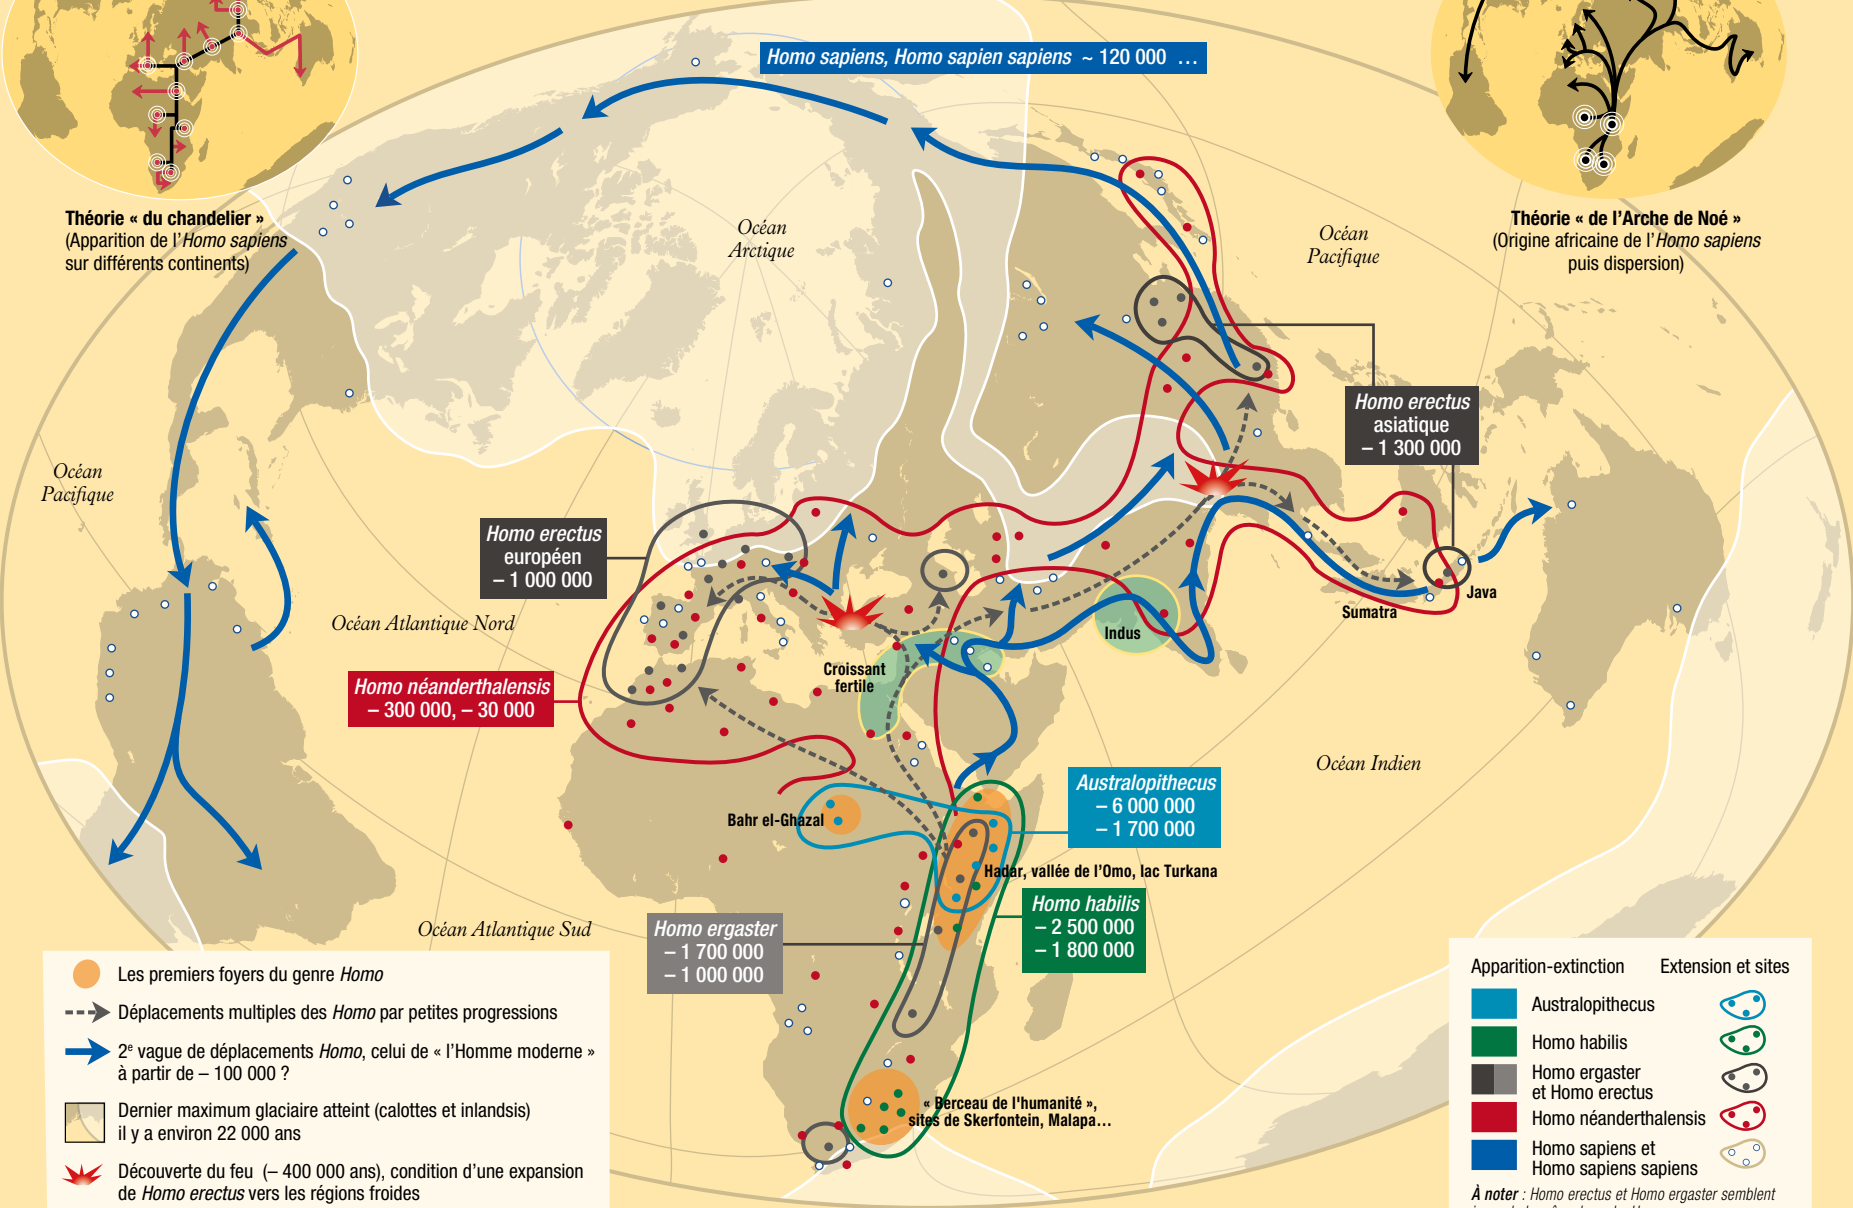 Homo sapiens, Homo sapien sapiens ~ 120 000 …
Théorie « du chandelier »
(Apparition de l'Homo sapiens
sur différents continents)
Théorie « de l'Arche de Noé »
(Origine africaine de l'Homo sapiens
puis dispersion)
Océan
Arctique
Océan
Pacifique
Océan
Pacifique
Homo erectus
asiatique
– 1 300 000
Homo erectus
européen
– 1 000 000
Océan Atlantique Nord
Indus
Java
Sumatra
Croissant
fertile
Homo néanderthalensis
– 300 000, – 30 000
Océan Indien
Australopithecus
– 6 000 000
– 1 700 000
Bahr el-Ghazal
Hadar, vallée de l'Omo, lac Turkana
Homo habilis
– 2 500 000
– 1 800 000
Homo ergaster
– 1 700 000
– 1 000 000
Océan Atlantique Sud
« Berceau de l'humanité »,
sites de Skerfontein, Malapa…
Les premiers foyers du genre Homo
Déplacements multiples des Homo par petites progressions
2e vague de déplacements Homo, celui de « l'Homme moderne »
à partir de – 100 000 ?
Dernier maximum glaciaire atteint (calottes et inlandsis)
il y a environ 22 000 ans
Découverte du feu (– 400 000 ans), condition d'une expansion
de Homo erectus vers les régions froides
Apparition-extinction Extension et sites
Australopithecus
Homo habilis
Homo ergaster
et Homo erectus
Homo néanderthalensis
Homo sapiens et
Homo sapiens sapiens
À noter : Homo erectus et Homo ergaster semblent